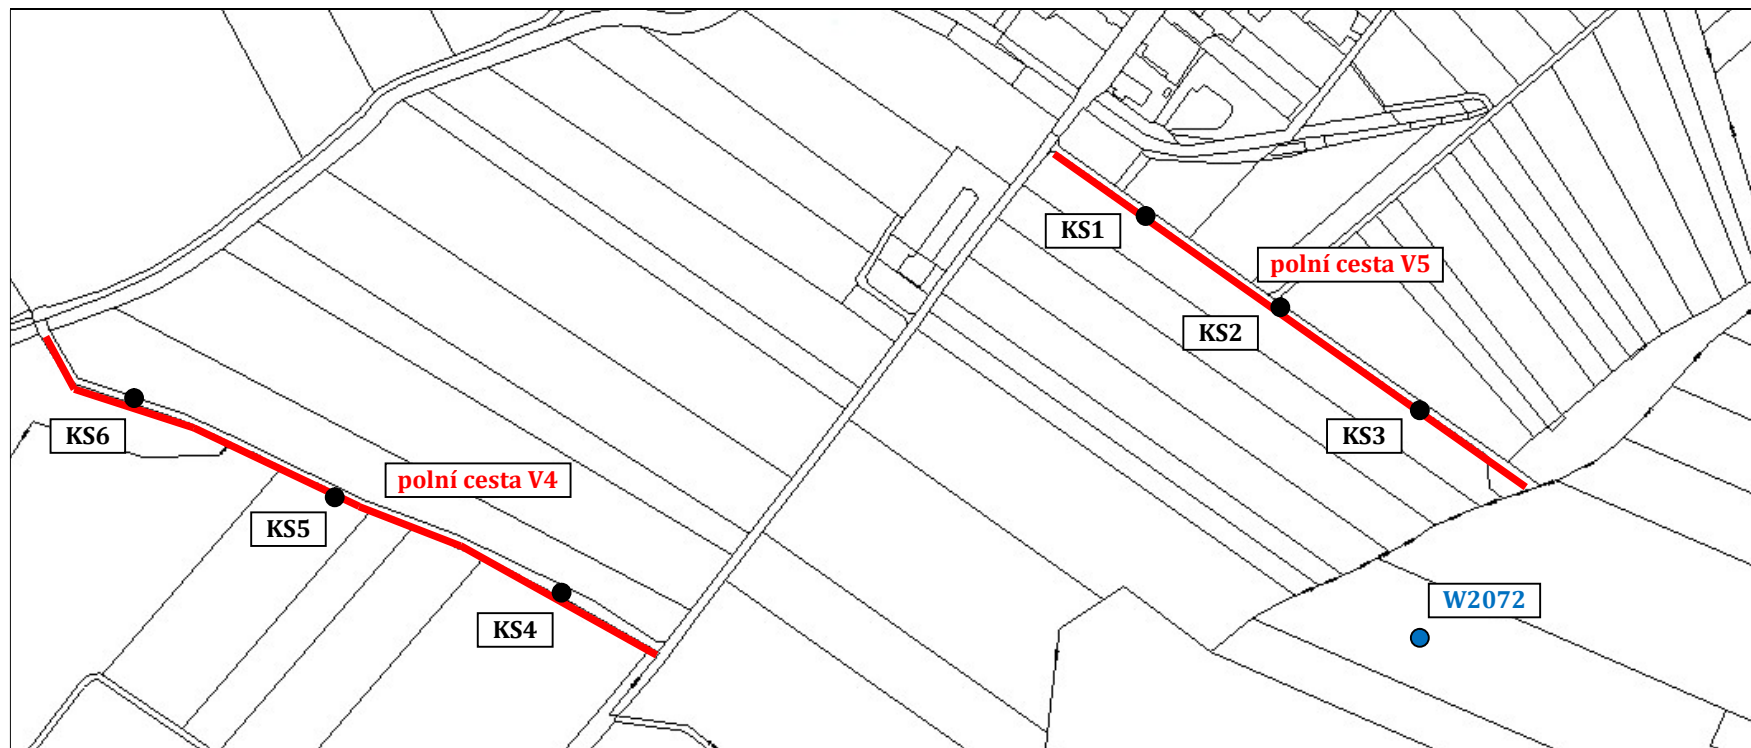 KS1
polní cesta V5
KS2
KS3
KS6
polní cesta V4
KS5
W2072
KS4